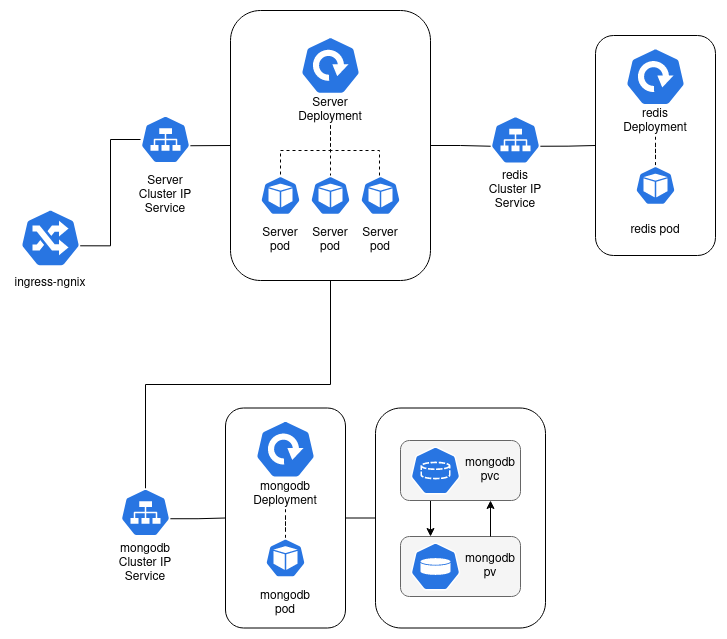 Server
Deployment
Server
pod
Server
pod
Server
pod
Server
Cluster IP
Service
ingress-ngnix
redis
Cluster IP
Service
redis
Deployment
redis pod
mongodb
Cluster IP
Service
mongodb
Deployment
mongodb
pod
mongodb
pvc
mongodb
pv